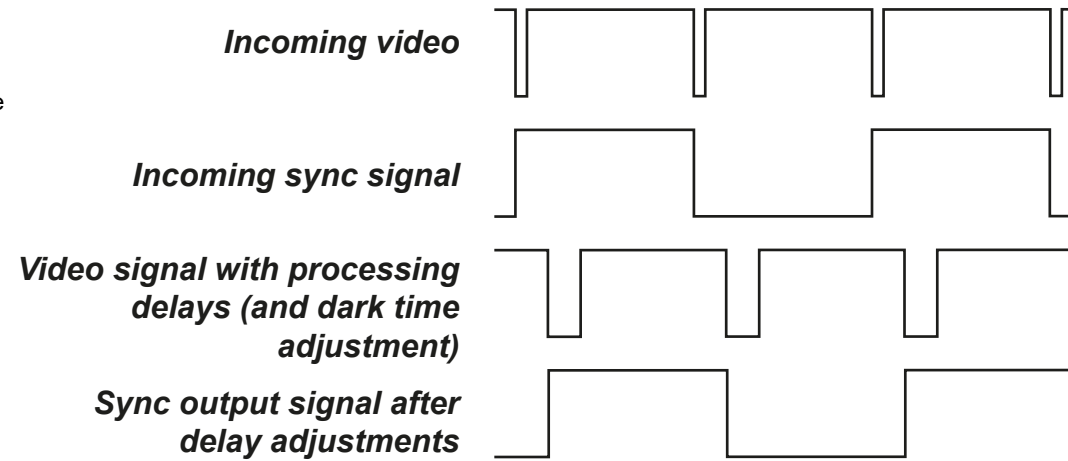 Incoming video
e
Incoming sync signal
Video signal with processing
delays (and dark time
adjustment)
Sync output signal after
delay adjustments